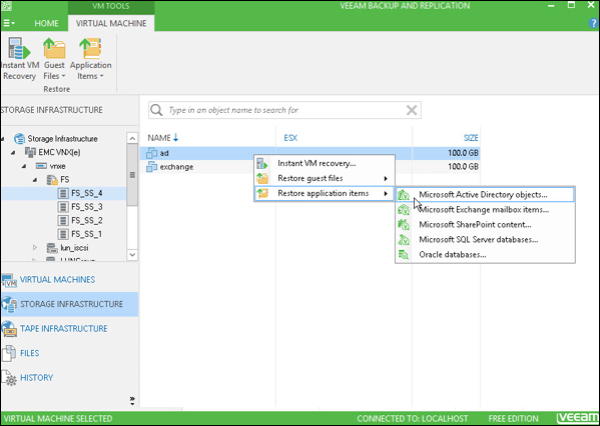 VM TOOLS
VEEAM BACKUP AND REPLICATION
HOME
VIRTUAL MACHINE
Instant VM Recovery
Guest Files
Application Items
Restore
STORAGE INFRASTRUCTURE
Type in an object name to search for
Storage Infrastructure
EMC VNX(e)
vnxe
FS
FS_SS_4
FS_SS_3
FS_SS_2
FS_SS_1
lun_iscsi
NAME
ESX
SIZE
ad
100.0 GB
exchange
100.0 GB
Instant VM recovery...
Restore guest files
Restore application items
Microsoft Active Directory objects...
Microsoft Exchange mailbox items...
Microsoft SharePoint content...
Microsoft SQL Server databases...
Oracle databases...
VIRTUAL MACHINES
STORAGE INFRASTRUCTURE
TAPE INFRASTRUCTURE
FILES
HISTORY
VIRTUAL MACHINE SELECTED
CONNECTED TO: LOCALHOST
FREE EDITION
veeam